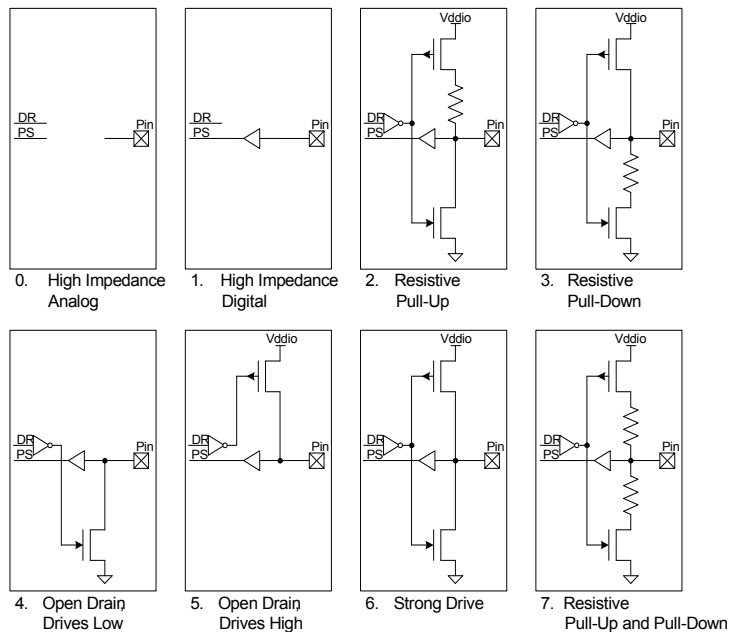 Vddio
Vddio
DR
PS
Pin
DR
PS
Pin
DR
PS
Pin
DR
PS
Pin
0. High Impedance
Analog
1. High Impedance
Digital
2. Resistive
Pull-Up
3. Resistive
Pull-Down
Vddio
Vddio
Vddio
DR
PS
Pin
DR
PS
Pin
DR
PS
Pin
DR
PS
Pin
4. Open Drain,
Drives Low
5. Open Drain,
Drives High
6. Strong Drive
7. Resistive
Pull-Up and Pull-Down